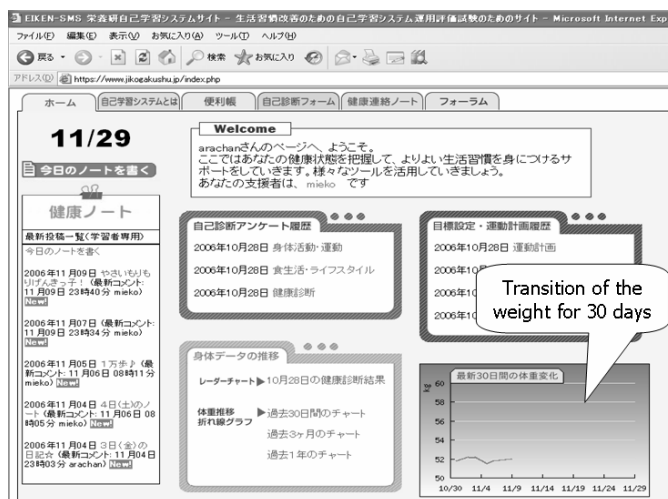 EIKEN-SMS 栄養研自己学習システムサイト - 生活習慣改善のための自己学習システム運用評価試験のためのサイト - Microsoft Internet Exp
ファイル(F) 編集(E) 表示(V) お気に入り(A) ツール(T) ヘルプ(H)
戻る 検索 お気に入り
アドレス(D) https://www.jikogakushu.jp/index.php
ホーム 自己学習システムとは 便利帳 自己診断フォーム 健康連絡ノート フォーラム
11/29
今日のノートを書く
健康ノート
最新投稿一覧(学習者専用)
今日のノートを書く
2006年11月09日 やさいもりも
りげんきっ子! (最新コメント:
11月09日 23時40分 mieko)
New!
2006年11月07日 (最新コメント:
11月09日 23時34分 mieko)
New!
2006年11月05日 1万歩♪ (最
新コメント: 11月06日 08時11分
mieko) New!
2006年11月04日 4日(土)のノ
ート (最新コメント: 11月06日 08
時05分 mieko) New!
2006年11月04日 3日(金)の
日記☆ (最新コメント: 11月04日
23時03分 arachan) New!
Welcome
arachanさんのページへ、ようこそ。
ここではあなたの健康状態を把握して、よりよい生活習慣を身につけるサ
ポートをしていきます。様々なツールを活用していきましょう。
あなたの支援者は、 mieko です
自己診断アンケート履歴
2006年10月28日 身体活動・運動
2006年10月28日 食生活・ライフスタイル
2006年10月28日 健康診断
目標設定・運動計画履歴
2006年10月28日 運動計画
2006年10月
2006年10月
2006年10月
Transition of the
weight for 30 days
身体データの推移
レーダーチャート▶10月28日の健康診断結果
体重推移
折れ線グラフ
▶過去30日間のチャート
過去3ヶ月のチャート
過去1年のチャート
最新30日間の体重変化
kg
60
58
56
54
52
50
10/30 11/4 11/9 11/14 11/19 11/24 11/29